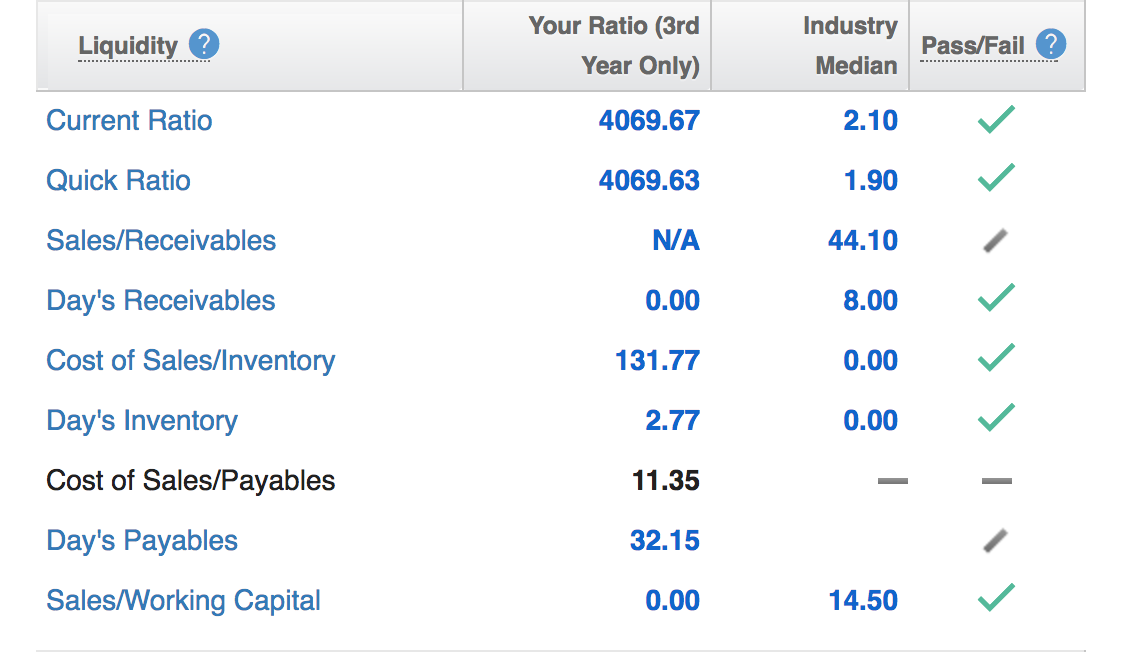 Liquidity ? Your Ratio (3rd Year Only) Industry Median Pass/Fail ?
Current Ratio 4069.67 2.10
Quick Ratio 4069.63 1.90
Sales/Receivables N/A 44.10
Day's Receivables 0.00 8.00
Cost of Sales/Inventory 131.77 0.00
Day's Inventory 2.77 0.00
Cost of Sales/Payables 11.35 — —
Day's Payables 32.15
Sales/Working Capital 0.00 14.50